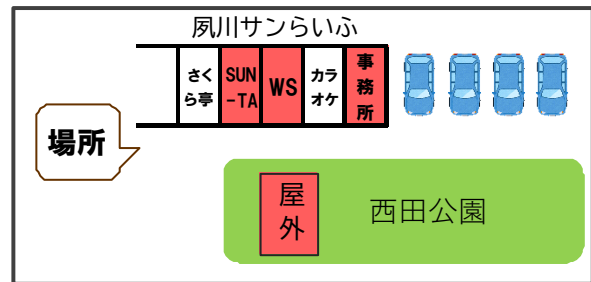 夙川サンらいふ
さく
ら亭
SUN
-TA
WS
カラ
オケ
事
務
所
場所
屋
外
西田公園